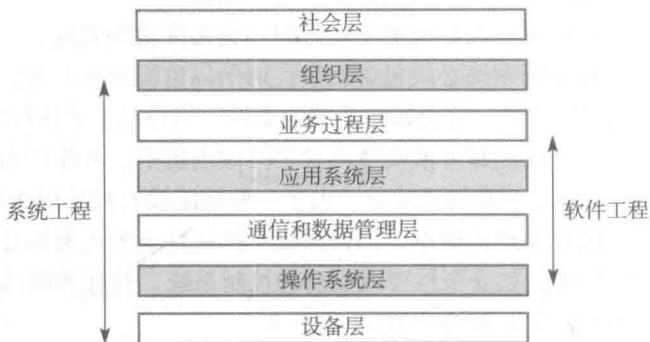 社会层
组织层
业务过程层
应用系统层
系统工程
软件工程
通信和数据管理层
操作系统层
设备层